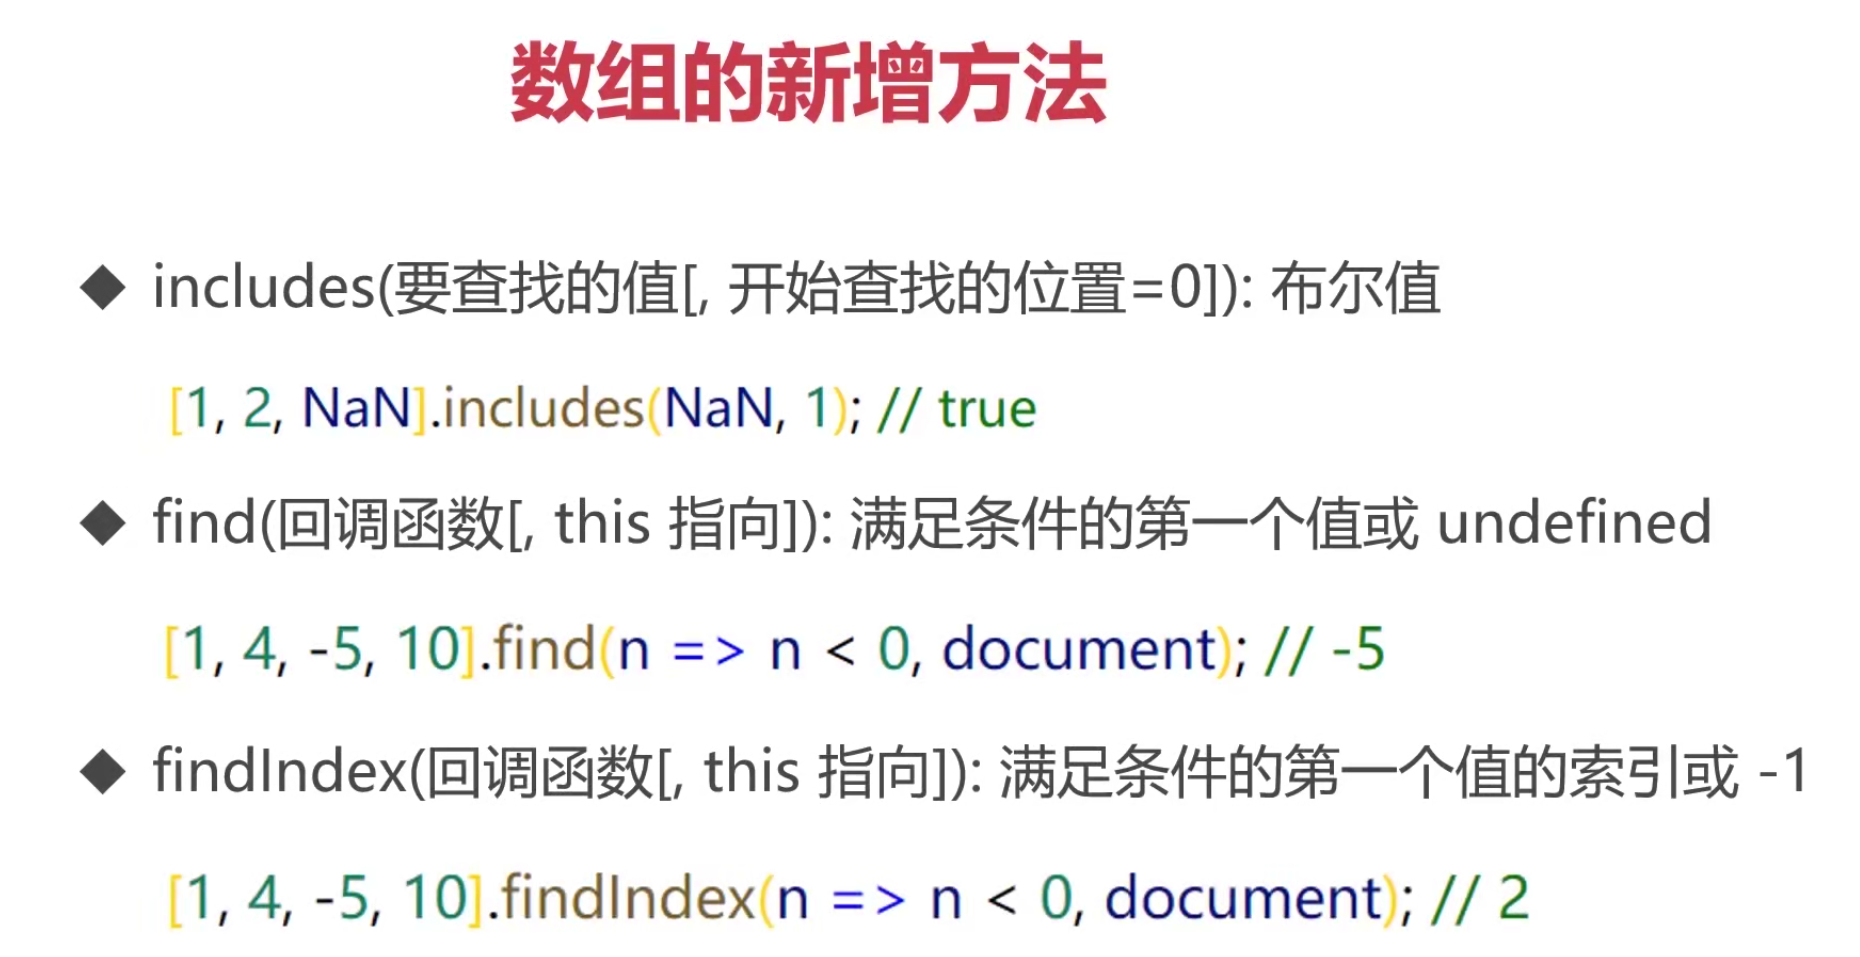 数组的新增方法
◆ includes(要查找的值[, 开始查找的位置=0]): 布尔值
[1, 2, NaN].includes(NaN, 1); // true
◆ find(回调函数[, this 指向]): 满足条件的第一个值或 undefined
[1, 4, -5, 10].find(n => n < 0, document); // -5
◆ findIndex(回调函数[, this 指向]): 满足条件的第一个值的索引或 -1
[1, 4, -5, 10].findIndex(n => n < 0, document); // 2